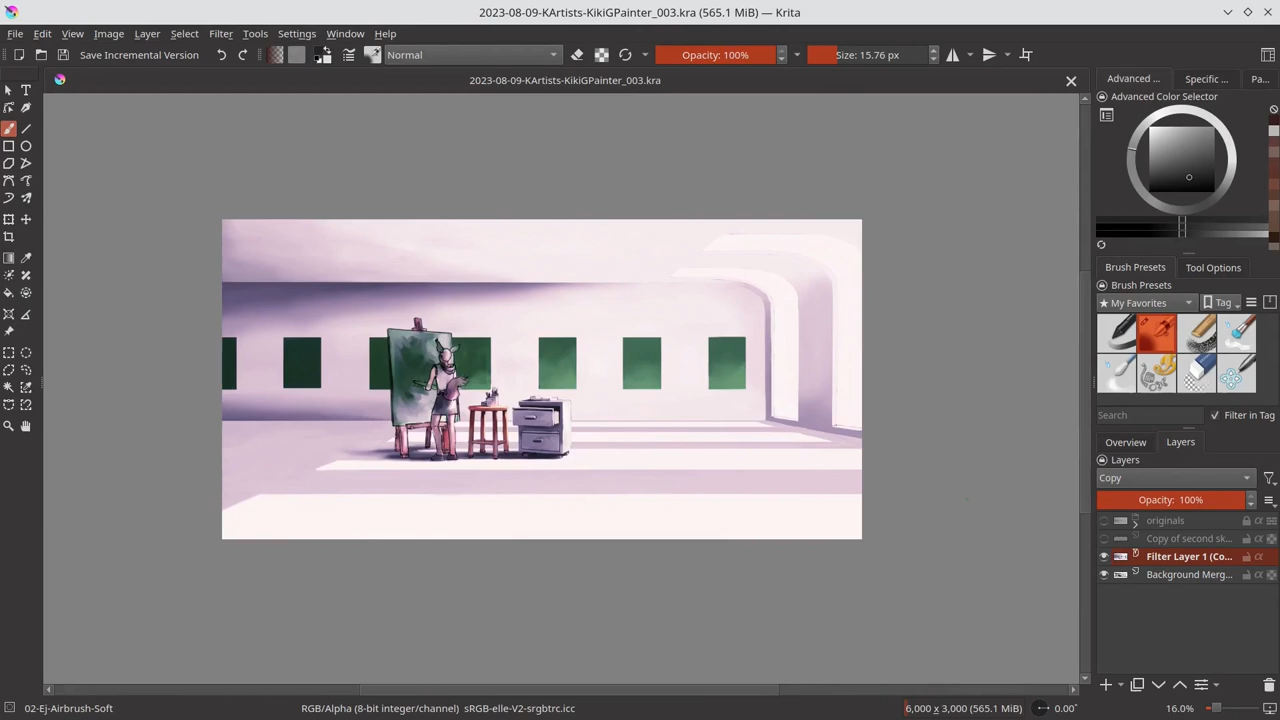 2023-08-09-KArtists-KikiGPainter_003.kra (565.1 MiB) — Krita
File Edit View Image Layer Select Filter Tools Settings Window Help
Save Incremental Version Normal Opacity: 100% Size: 15.76 px
2023-08-09-KArtists-KikiGPainter_003.kra
Advanced ... Specific ... Pa...
Advanced Color Selector
Brush Presets Tool Options
Brush Presets
★ My Favorites Tag
Search Filter in Tag
Overview Layers
Layers
Copy
Opacity: 100%
originals
Copy of second sk...
Filter Layer 1 (Co...
Background Merg...
02-Ej-Airbrush-Soft RGB/Alpha (8-bit integer/channel) sRGB-elle-V2-srgbtrc.icc 6,000 x 3,000 (565.1 MiB) 0.00° 16.0%